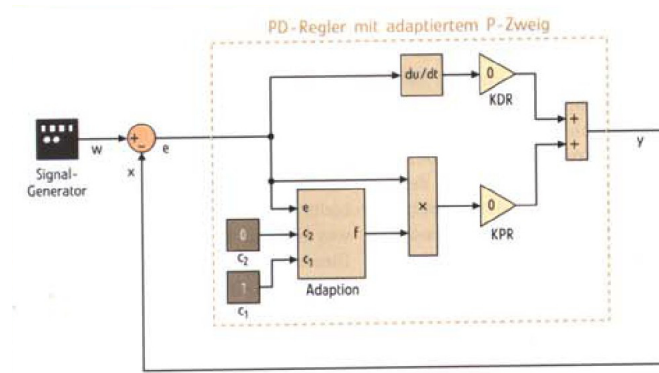 PD-Regler mit adaptiertem P-Zweig
du/dt
0
KDR
+
+
y
Signal-
Generator
w
+
-
x
e
e
c₂
c₁
f
Adaption
0
c₂
1
c₁
×
0
KPR